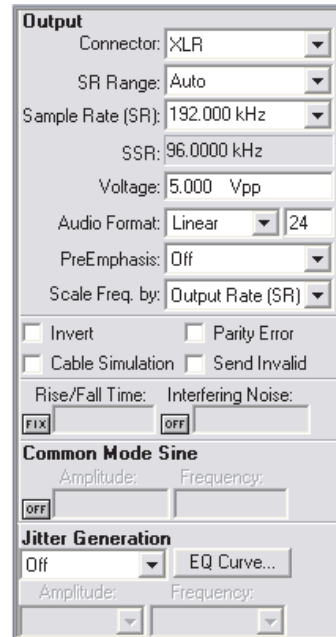 Output
Connector: XLR
SR Range: Auto
Sample Rate (SR): 192.000 kHz
SSR: 96.0000 kHz
Voltage: 5.000 Vpp
Audio Format: Linear 24
PreEmphasis: Off
Scale Freq. by: Output Rate (SR)
Invert Parity Error
Cable Simulation Send Invalid
Rise/Fall Time: Interfering Noise:
FIX OFF
Common Mode Sine
Amplitude: Frequency:
OFF
Jitter Generation
Off EQ Curve...
Amplitude: Frequency: